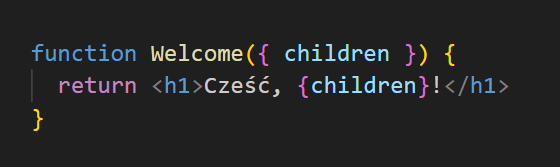 function Welcome({ children }) {
  return <h1>Cześć, {children}!</h1>
}